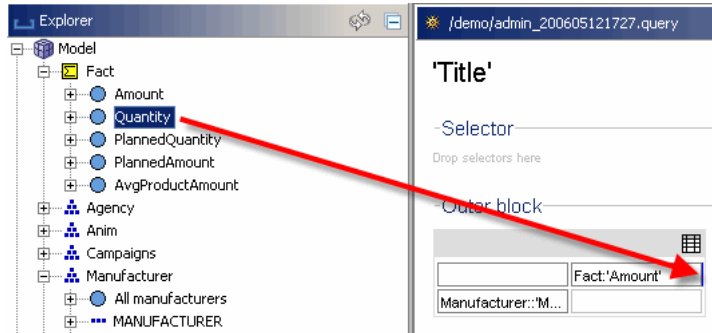 Explorer
Model
Fact
Amount
Quantity
PlannedQuantity
PlannedAmount
AvgProductAmount
Agency
Anim
Campaigns
Manufacturer
All manufacturers
MANUFACTURER
/demo/admin_200605121727.query
'Title'
Selector
Drop selectors here
Outer block
Fact:'Amount'
Manufacturer::'M...